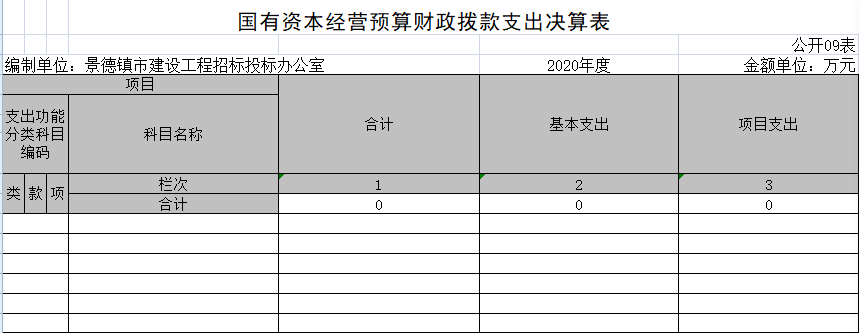 国有资本经营预算财政拨款支出决算表
公开09表
编制单位：景德镇市建设工程招标投标办公室 2020年度 金额单位：万元
项目
支出功能
分类科目
编码
科目名称
合计
基本支出
项目支出
类 款 项
栏次 1 2 3
合计 0 0 0